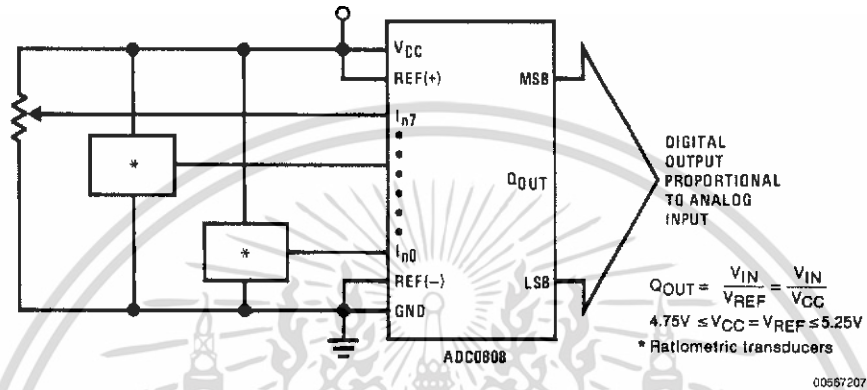 VCC
REF(+)
MSB
In7
*
QOUT
*
In0
REF(−)
LSB
GND
ADC0808
DIGITAL
OUTPUT
PROPORTIONAL
TO ANALOG
INPUT
QOUT = VIN / VREF = VIN / VCC
4.75V ≤ VCC = VREF ≤ 5.25V
* Ratiometric transducers
00567207